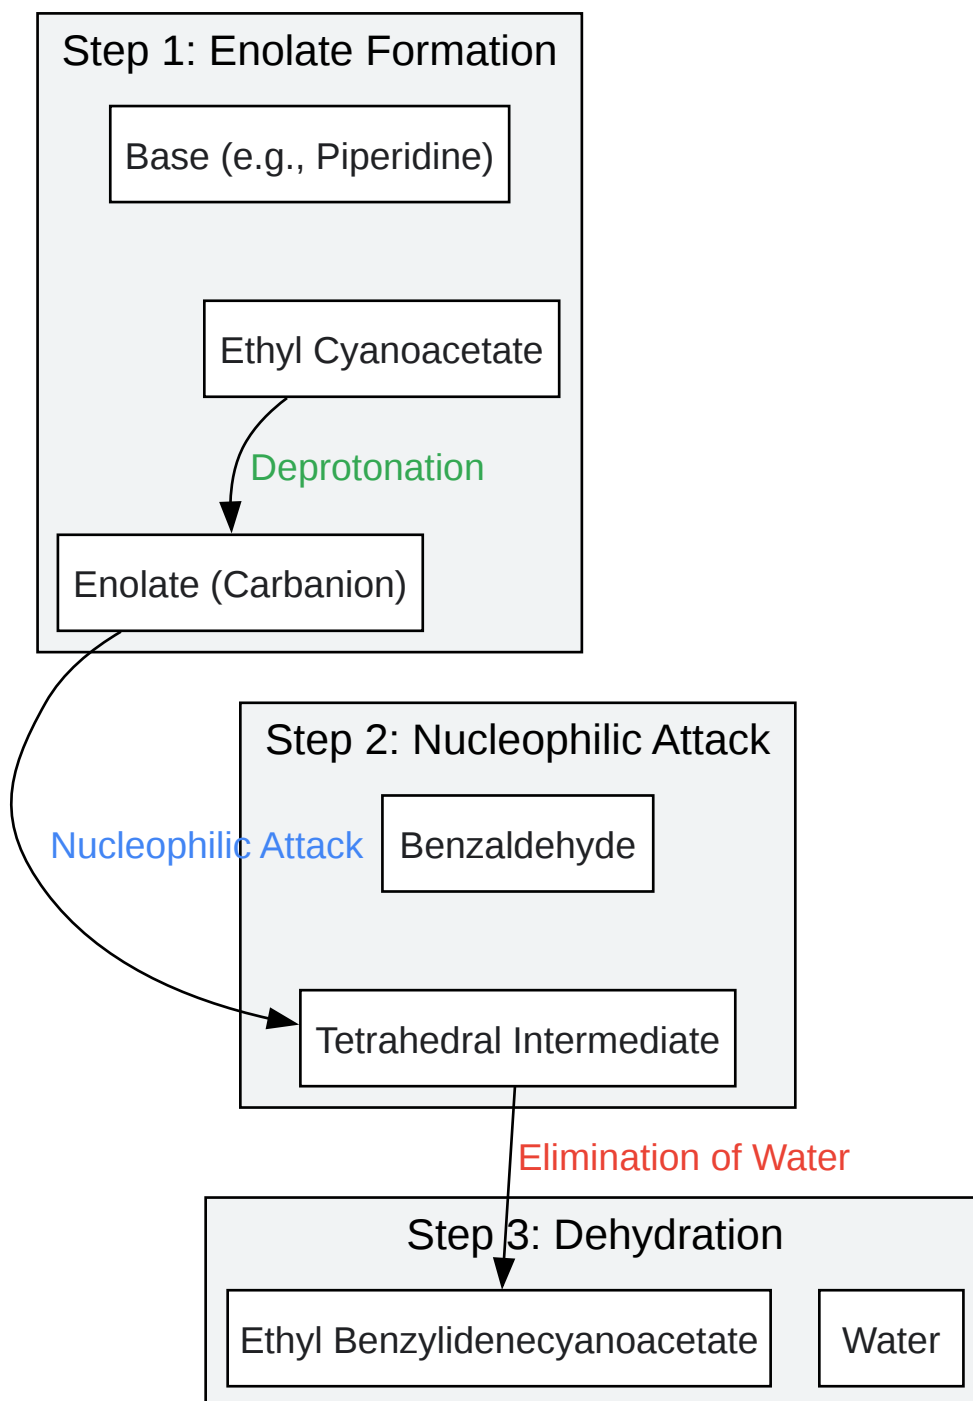 Step 1: Enolate Formation
Base (e.g., Piperidine)
Ethyl Cyanoacetate
Deprotonation
Enolate (Carbanion)
Step 2: Nucleophilic Attack
Nucleophilic Attack
Benzaldehyde
Tetrahedral Intermediate
Elimination of Water
Step 3: Dehydration
Ethyl Benzylidenecyanoacetate
Water